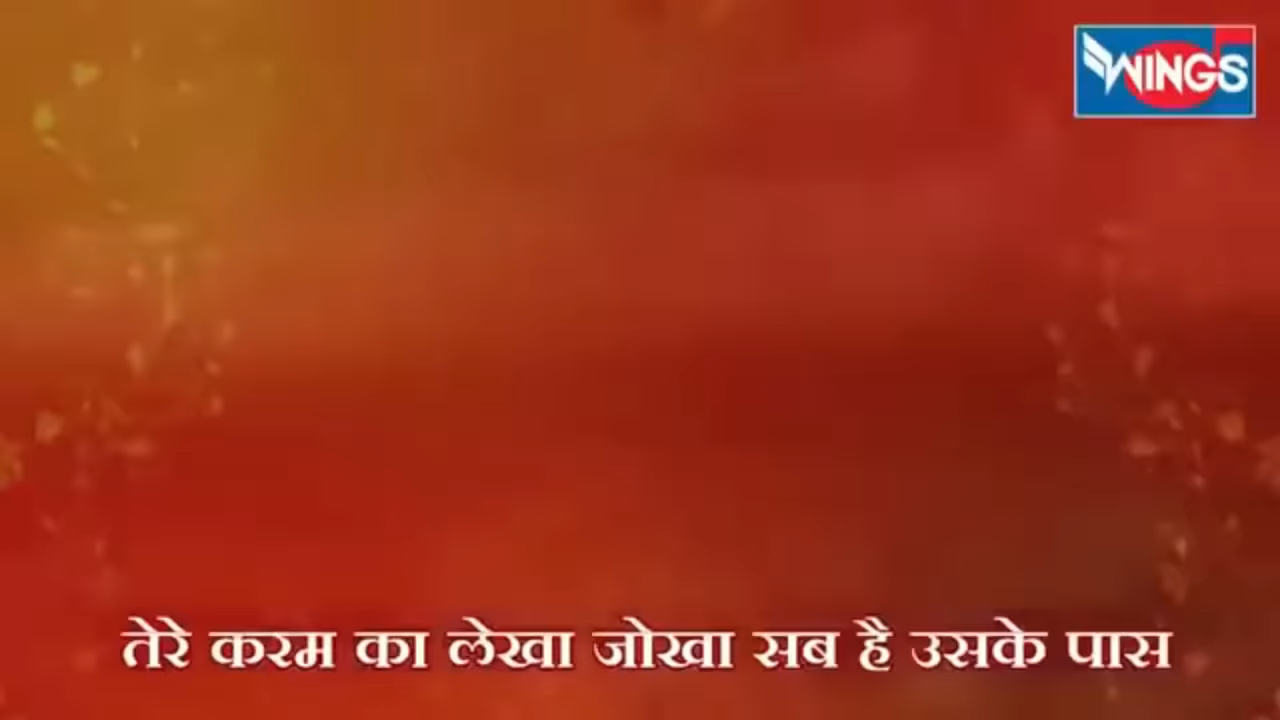 WINGS
तेरे करम का लेखा जोखा सब है उसके पास